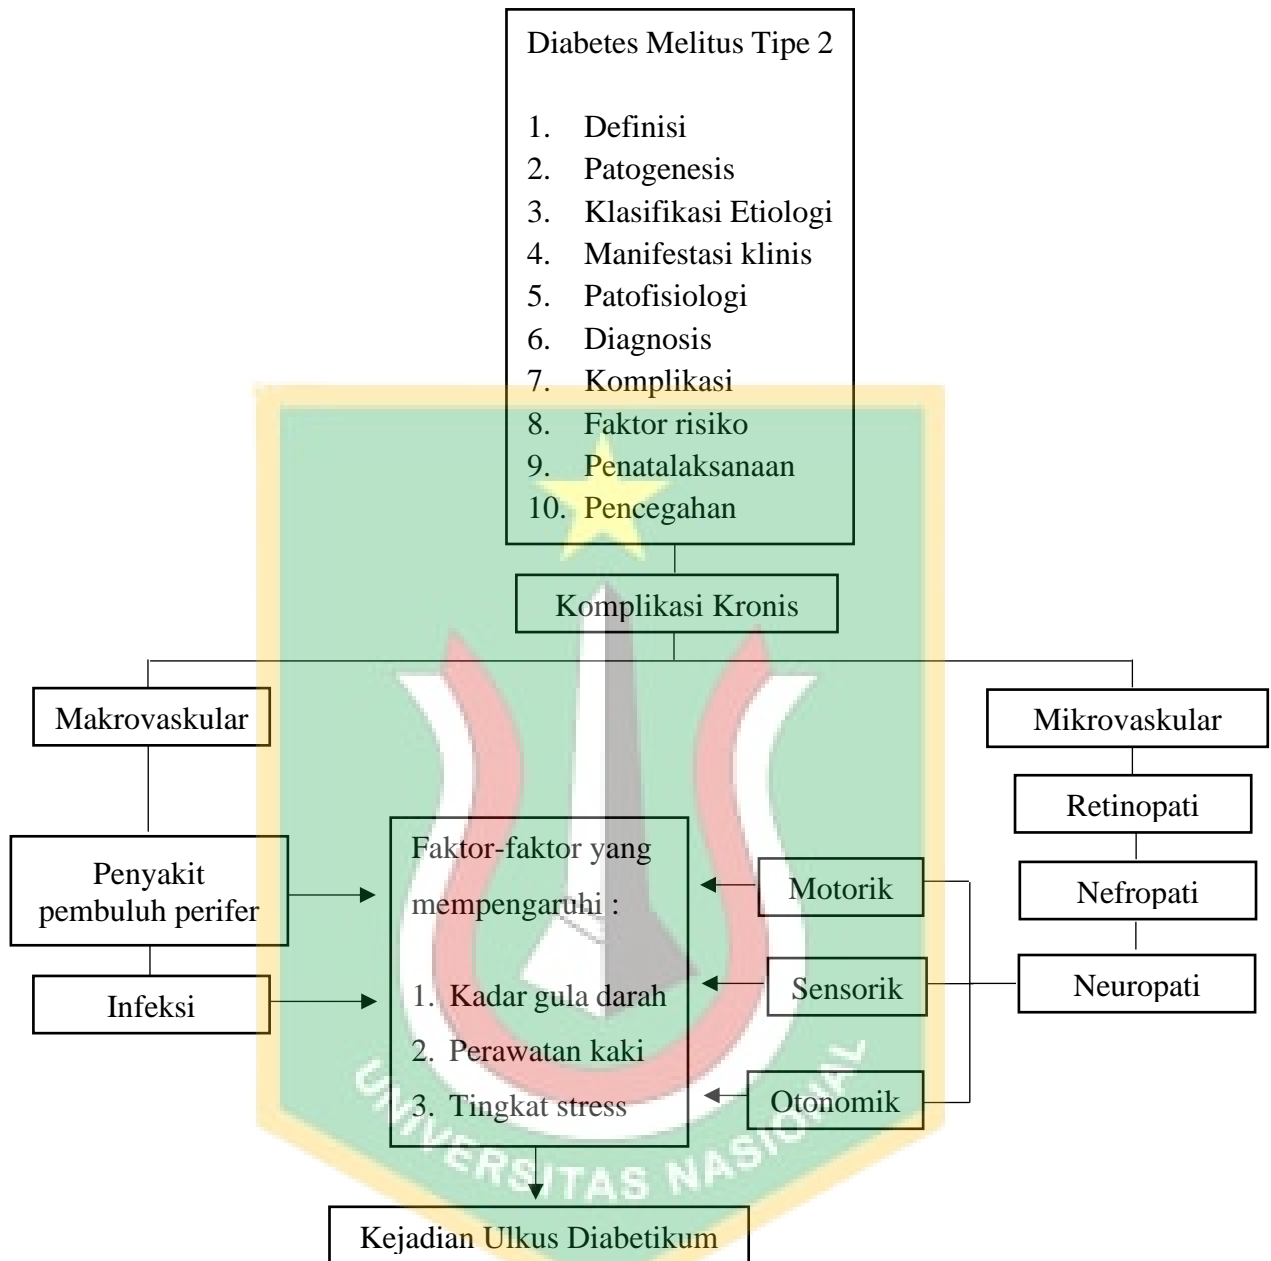 Diabetes Melitus Tipe 2
1. Definisi
2. Patogenesis
3. Klasifikasi Etiologi
4. Manifestasi klinis
5. Patofisiologi
6. Diagnosis
7. Komplikasi
8. Faktor risiko
9. Penatalaksanaan
10. Pencegahan
Komplikasi Kronis
Makrovaskular
Mikrovaskular
Retinopati
Penyakit
pembuluh perifer
Faktor-faktor yang
mempengaruhi :
1. Kadar gula darah
2. Perawatan kaki
3. Tingkat stress
Motorik
Nefropati
Infeksi
Sensorik
Neuropati
Otonomik
UNIVERSITAS NASIONAL
Kejadian Ulkus Diabetikum